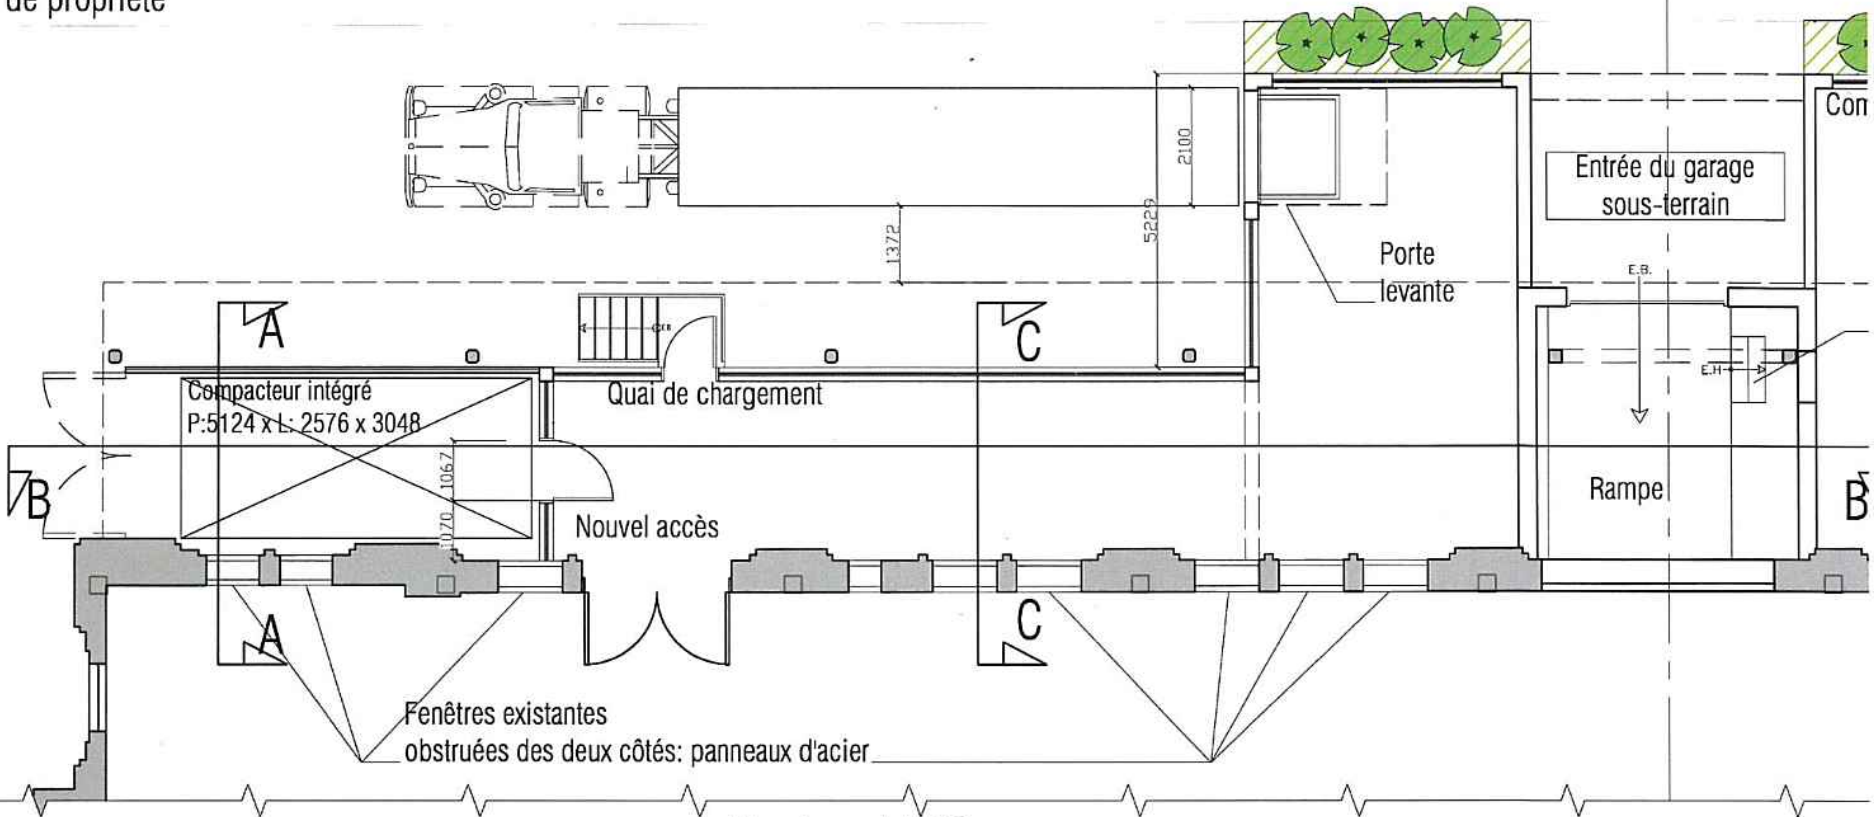 de propriété
Com
Entrée du garage
sous-terrain
2100
5229
1372
Porte
levante
E.B.
A
C
E.B
E.H
Compacteur intégré
P:5124 x L: 2576 x 3048
Quai de chargement
1067
1070
B
Nouvel accès
Rampe
B
A
C
Fenêtres existantes
obstruées des deux côtés: panneaux d'acier